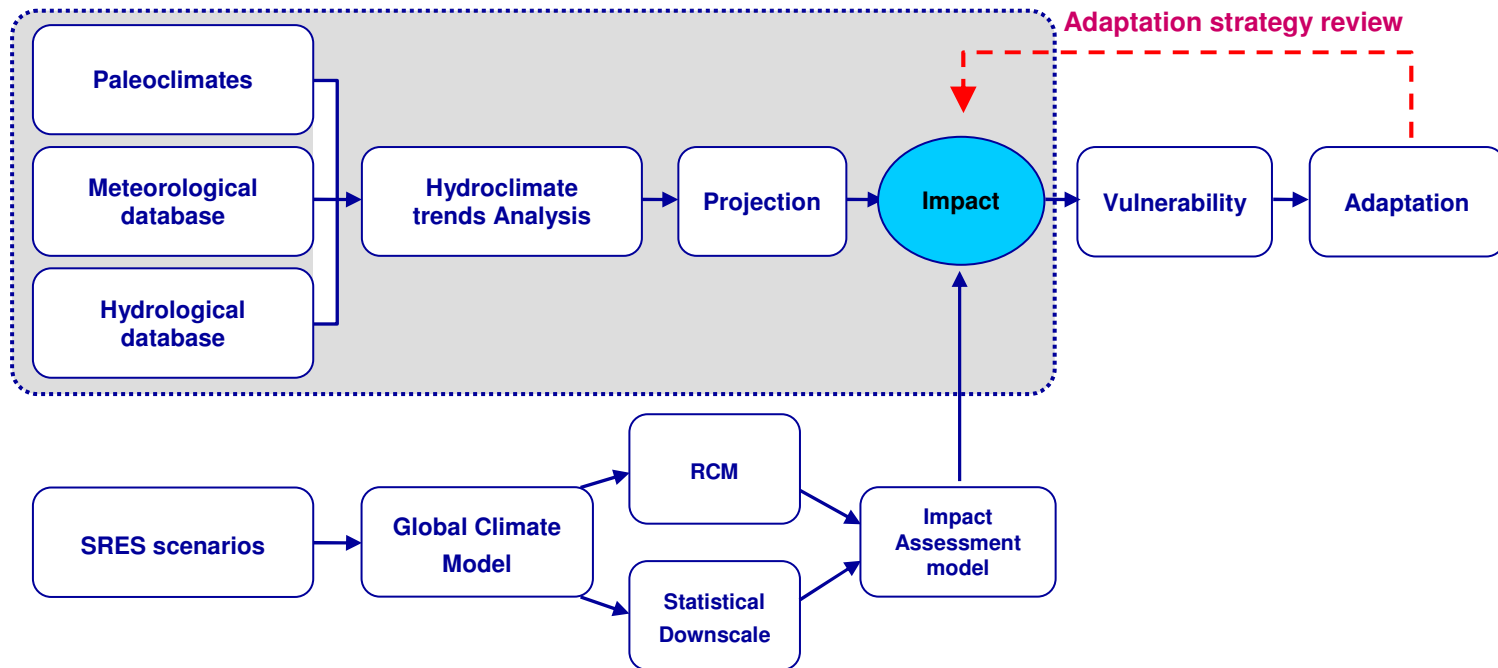 Adaptation strategy review
Paleoclimates
Meteorological
database
Hydrological
database
Hydroclimate
trends Analysis
Projection
Impact
Vulnerability
Adaptation
SRES scenarios
Global Climate
Model
RCM
Statistical
Downscale
Impact
Assessment
model